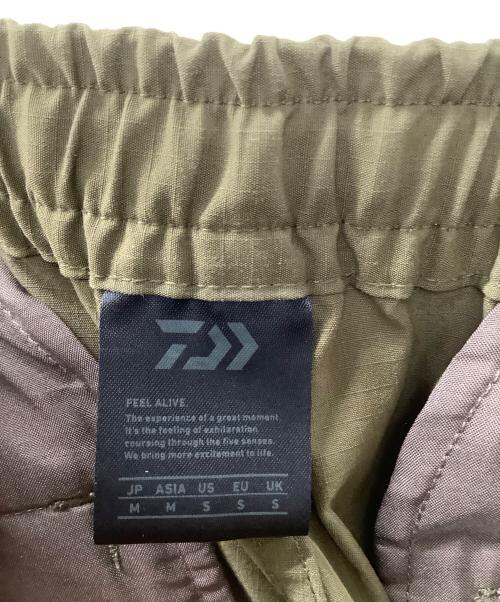 FEEL ALIVE.
The experience of a great moment
it's the feeling of exhilaration
coursing through the five senses.
We bring more excitement to life.
JP ASIA US EU UK
M M S S S